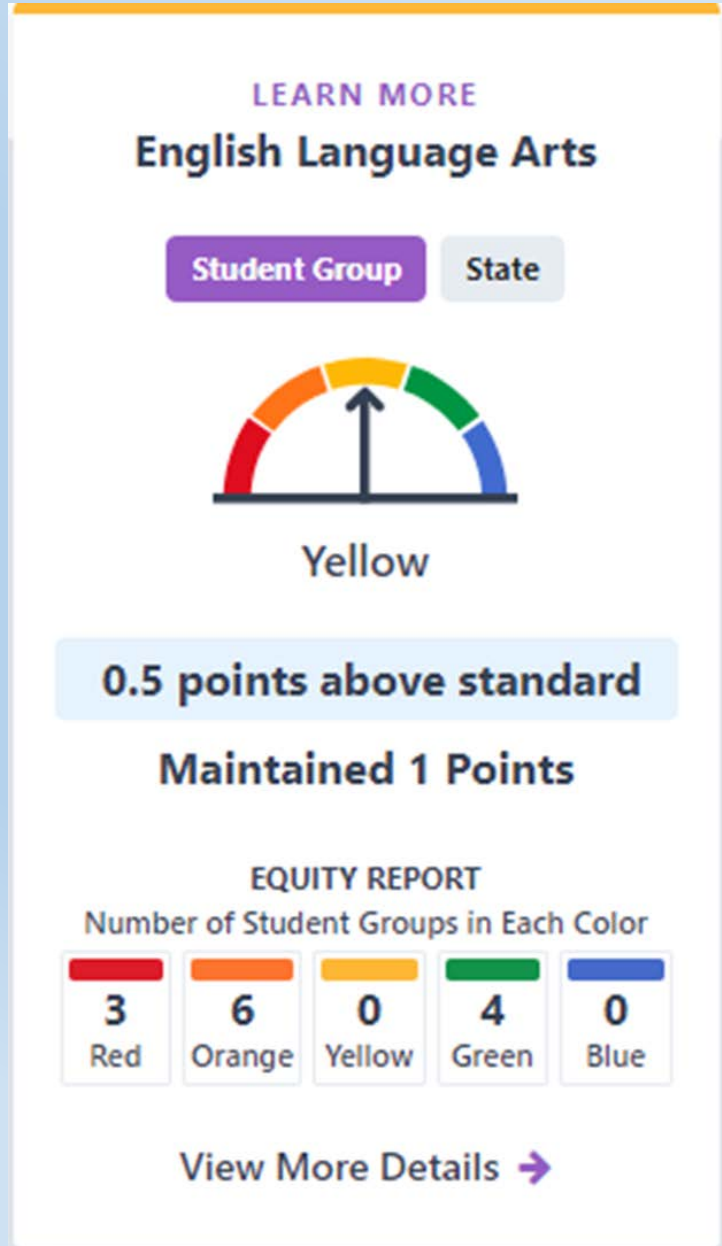 LEARN MORE
English Language Arts
Student Group State
Yellow
0.5 points above standard
Maintained 1 Points
EQUITY REPORT
Number of Student Groups in Each Color
3 6 0 4 0
Red Orange Yellow Green Blue
View More Details